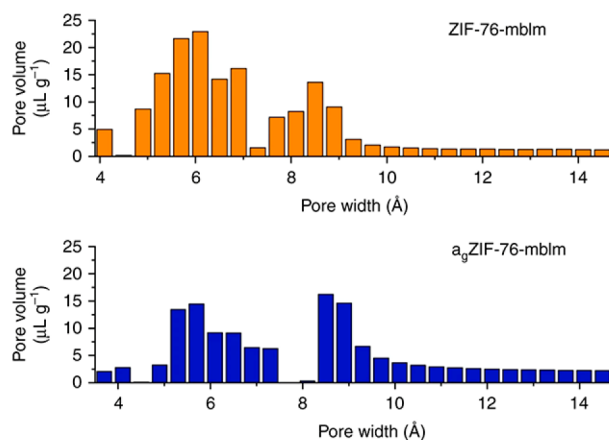 ZIF-76-mbIm
Pore volume
(μL g⁻¹)
25
20
15
10
5
0
4 6 8 10 12 14
Pore width (Å)
agZIF-76-mbIm
Pore volume
(μL g⁻¹)
25
20
15
10
5
0
4 6 8 10 12 14
Pore width (Å)